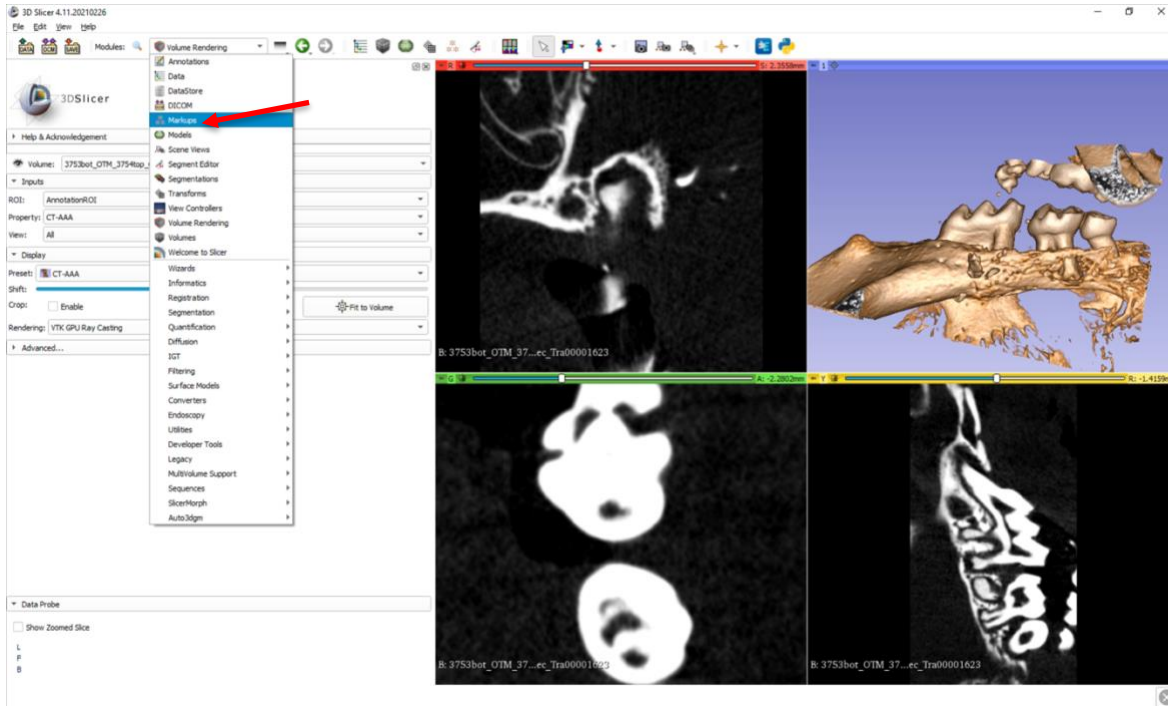 3D Slicer 4.11.20210226
File Edit View Help
DATA DCM SAVE Modules: Volume Rendering
3DSlicer
Help & Acknowledgement
Volume: 3753bot_OTM_3754top_
Inputs
ROI: AnnotationROI
Property: CT-AAA
View: All
Display
Preset: CT-AAA
Shift:
Crop: Enable
Fit to Volume
Rendering: VTK GPU Ray Casting
Advanced...
Annotations
Data
DataStore
DICOM
Markups
Models
Scene Views
Segment Editor
Segmentations
Transforms
View Controllers
Volume Rendering
Volumes
Welcome to Slicer
Wizards
Informatics
Registration
Segmentation
Quantification
Diffusion
IGT
Filtering
Surface Models
Converters
Endoscopy
Utilities
Developer Tools
Legacy
MultiVolume Support
Sequences
SlicerMorph
Auto3dgm
Data Probe
Show Zoomed Slice
L
F
B
R S: 2.3558mm
B: 3753bot_OTM_37...ec_Tra00001623
1
G A: -2.2802mm
B: 3753bot_OTM_37...ec_Tra00001623
Y R: -1.4159m
B: 3753bot_OTM_37...ec_Tra00001623